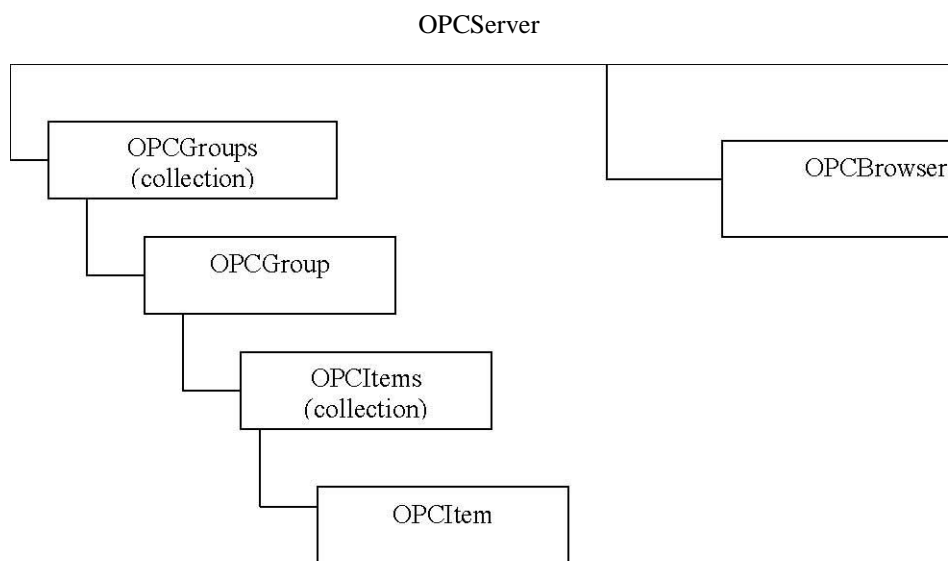 OPCServer
OPCGroups
(collection)
OPCBrowser
OPCGroup
OPCItems
(collection)
OPCItem